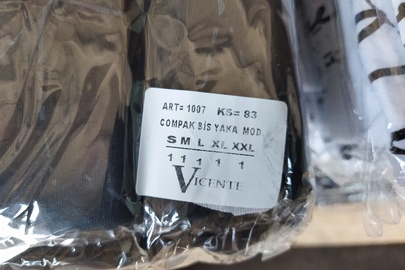 ART= 1007 KS= 83
COMPAK BİS YAKA MOD
S M L XL XXL
1 1 1 1 1
VICENTE